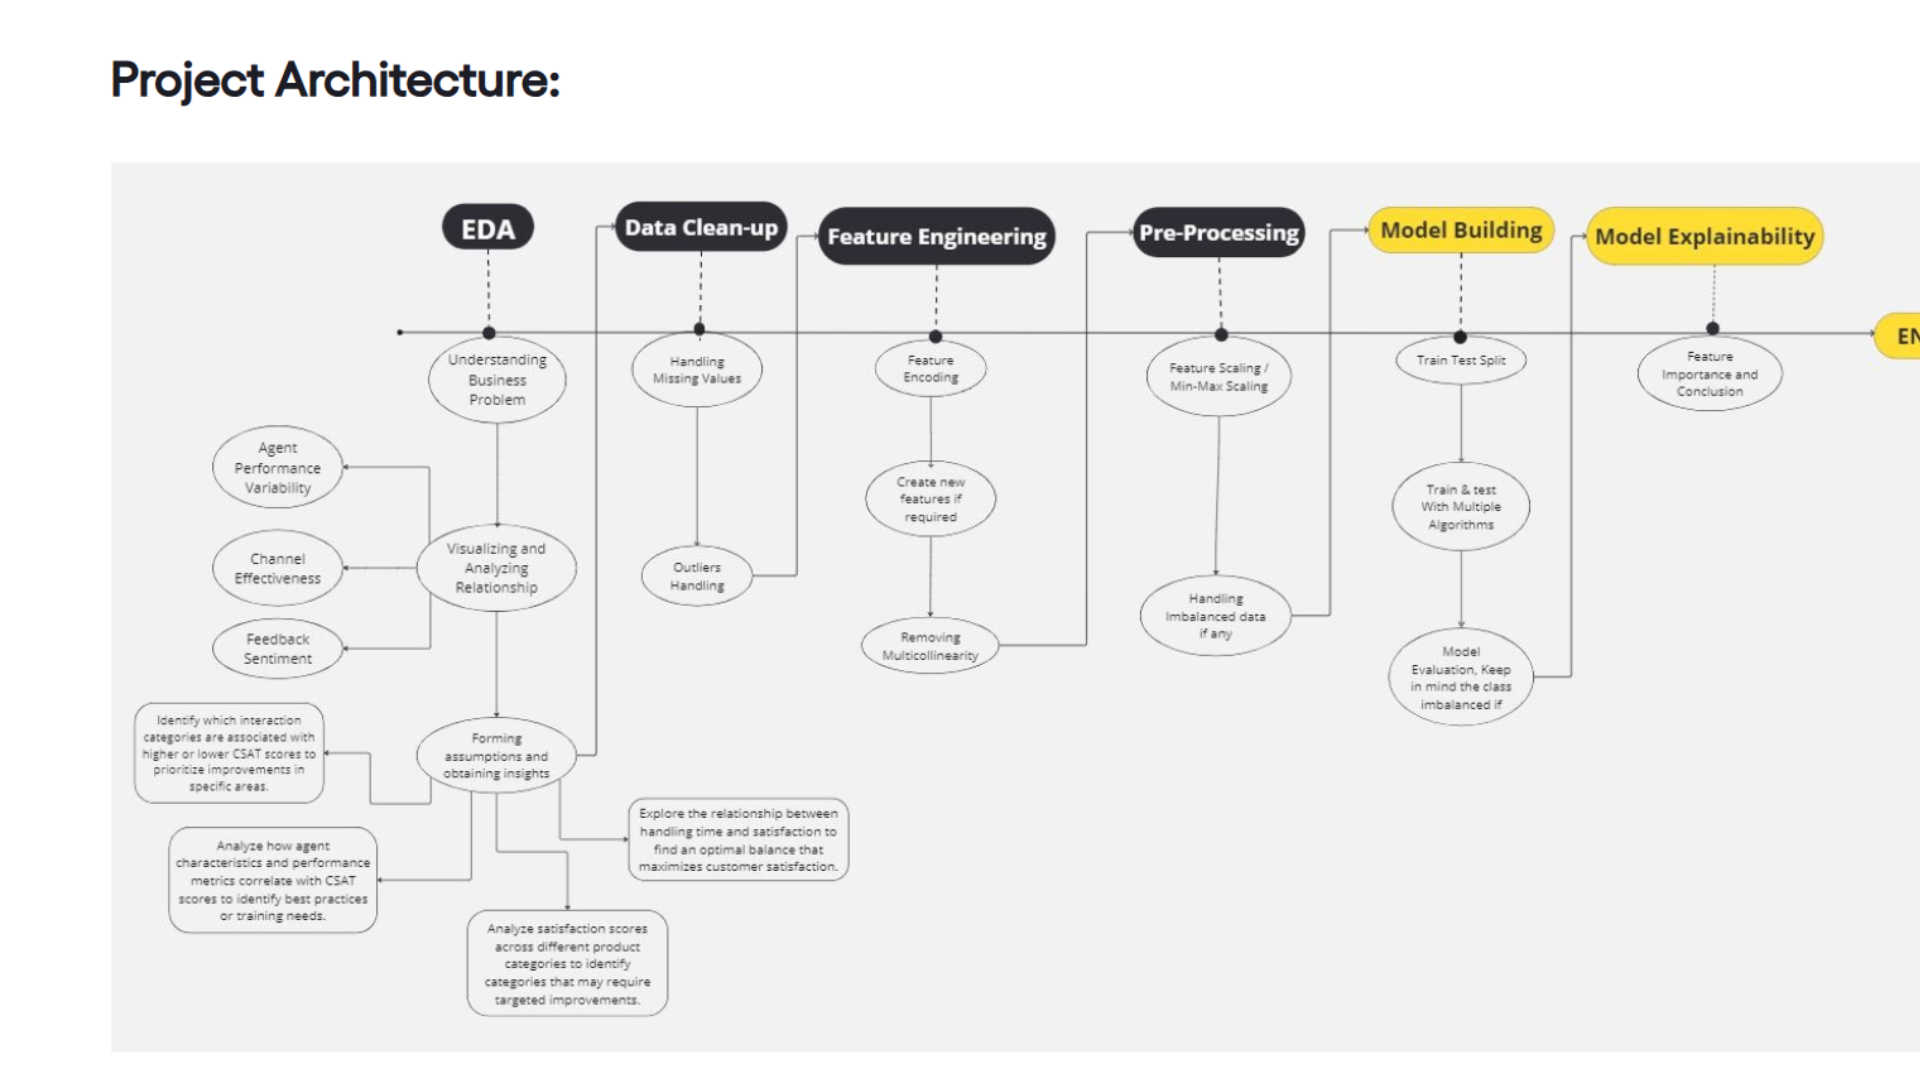 Project Architecture:
EDA
Data Clean-up
Feature Engineering
Pre-Processing
Model Building
Model Explainability
Understanding
Business
Problem
Handling
Missing Values
Feature
Encoding
Feature Scaling /
Min-Max Scaling
Train Test Split
Feature
Importance and
Conclusion
Agent
Performance
Variability
Channel
Effectiveness
Feedback
Sentiment
Visualizing and
Analyzing
Relationship
Outliers
Handling
Create new
features if
required
Removing
Multicollinearity
Handling
Imbalanced data
if any
Train & test
With Multiple
Algorithms
Model
Evaluation, Keep
in mind the class
imbalanced if
Forming
assumptions and
obtaining insights
Identify which interaction
categories are associated with
higher or lower CSAT scores to
prioritize improvements in
specific areas.
Analyze how agent
characteristics and performance
metrics correlate with CSAT
scores to identify best practices
or training needs.
Explore the relationship between
handling time and satisfaction to
find an optimal balance that
maximizes customer satisfaction.
Analyze satisfaction scores
across different product
categories to identify
categories that may require
targeted improvements.